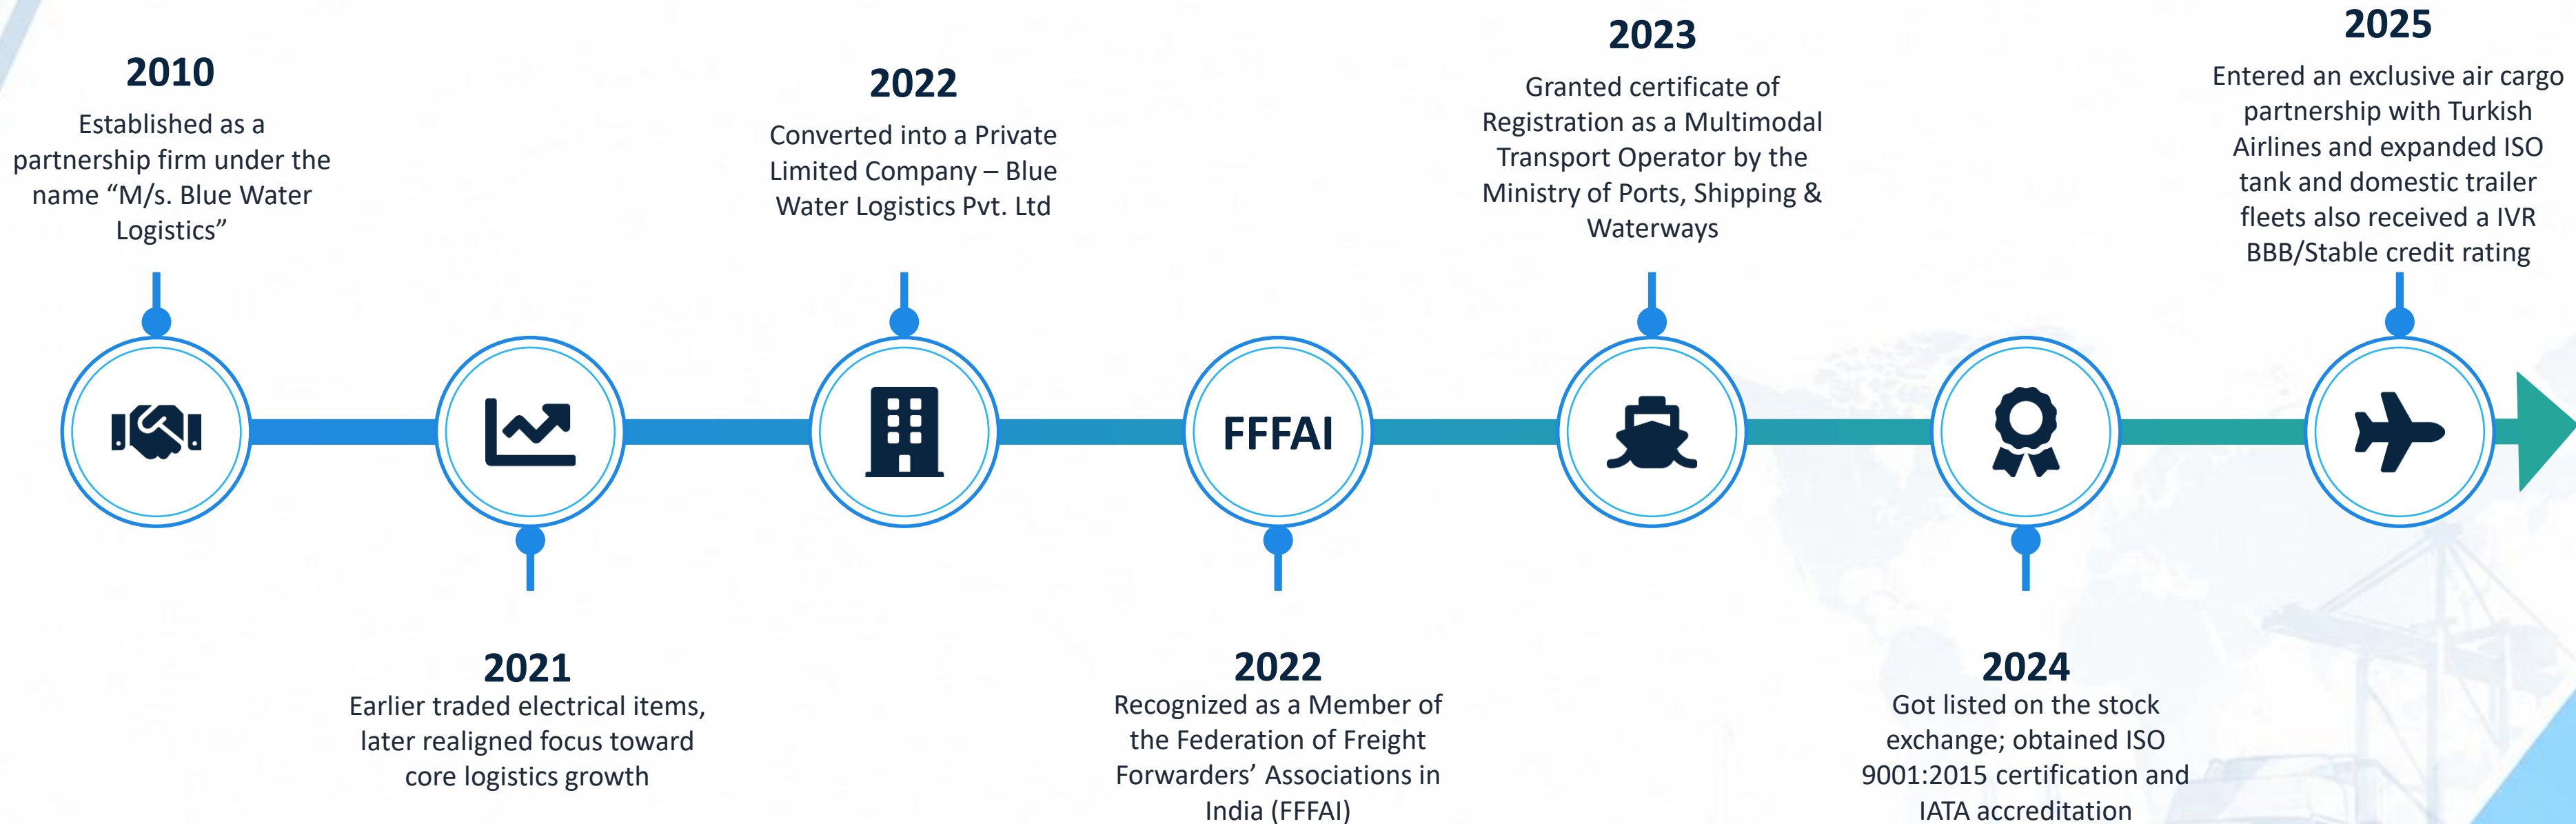 2010
Established as a
partnership firm under the
name “M/s. Blue Water
Logistics”
2021
Earlier traded electrical items,
later realigned focus toward
core logistics growth
2022
Converted into a Private
Limited Company – Blue
Water Logistics Pvt. Ltd
FFFAI
2022
Recognized as a Member of
the Federation of Freight
Forwarders’ Associations in
India (FFFAI)
2023
Granted certificate of
Registration as a Multimodal
Transport Operator by the
Ministry of Ports, Shipping &
Waterways
2024
Got listed on the stock
exchange; obtained ISO
9001:2015 certification and
IATA accreditation
2025
Entered an exclusive air cargo
partnership with Turkish
Airlines and expanded ISO
tank and domestic trailer
fleets also received a IVR
BBB/Stable credit rating